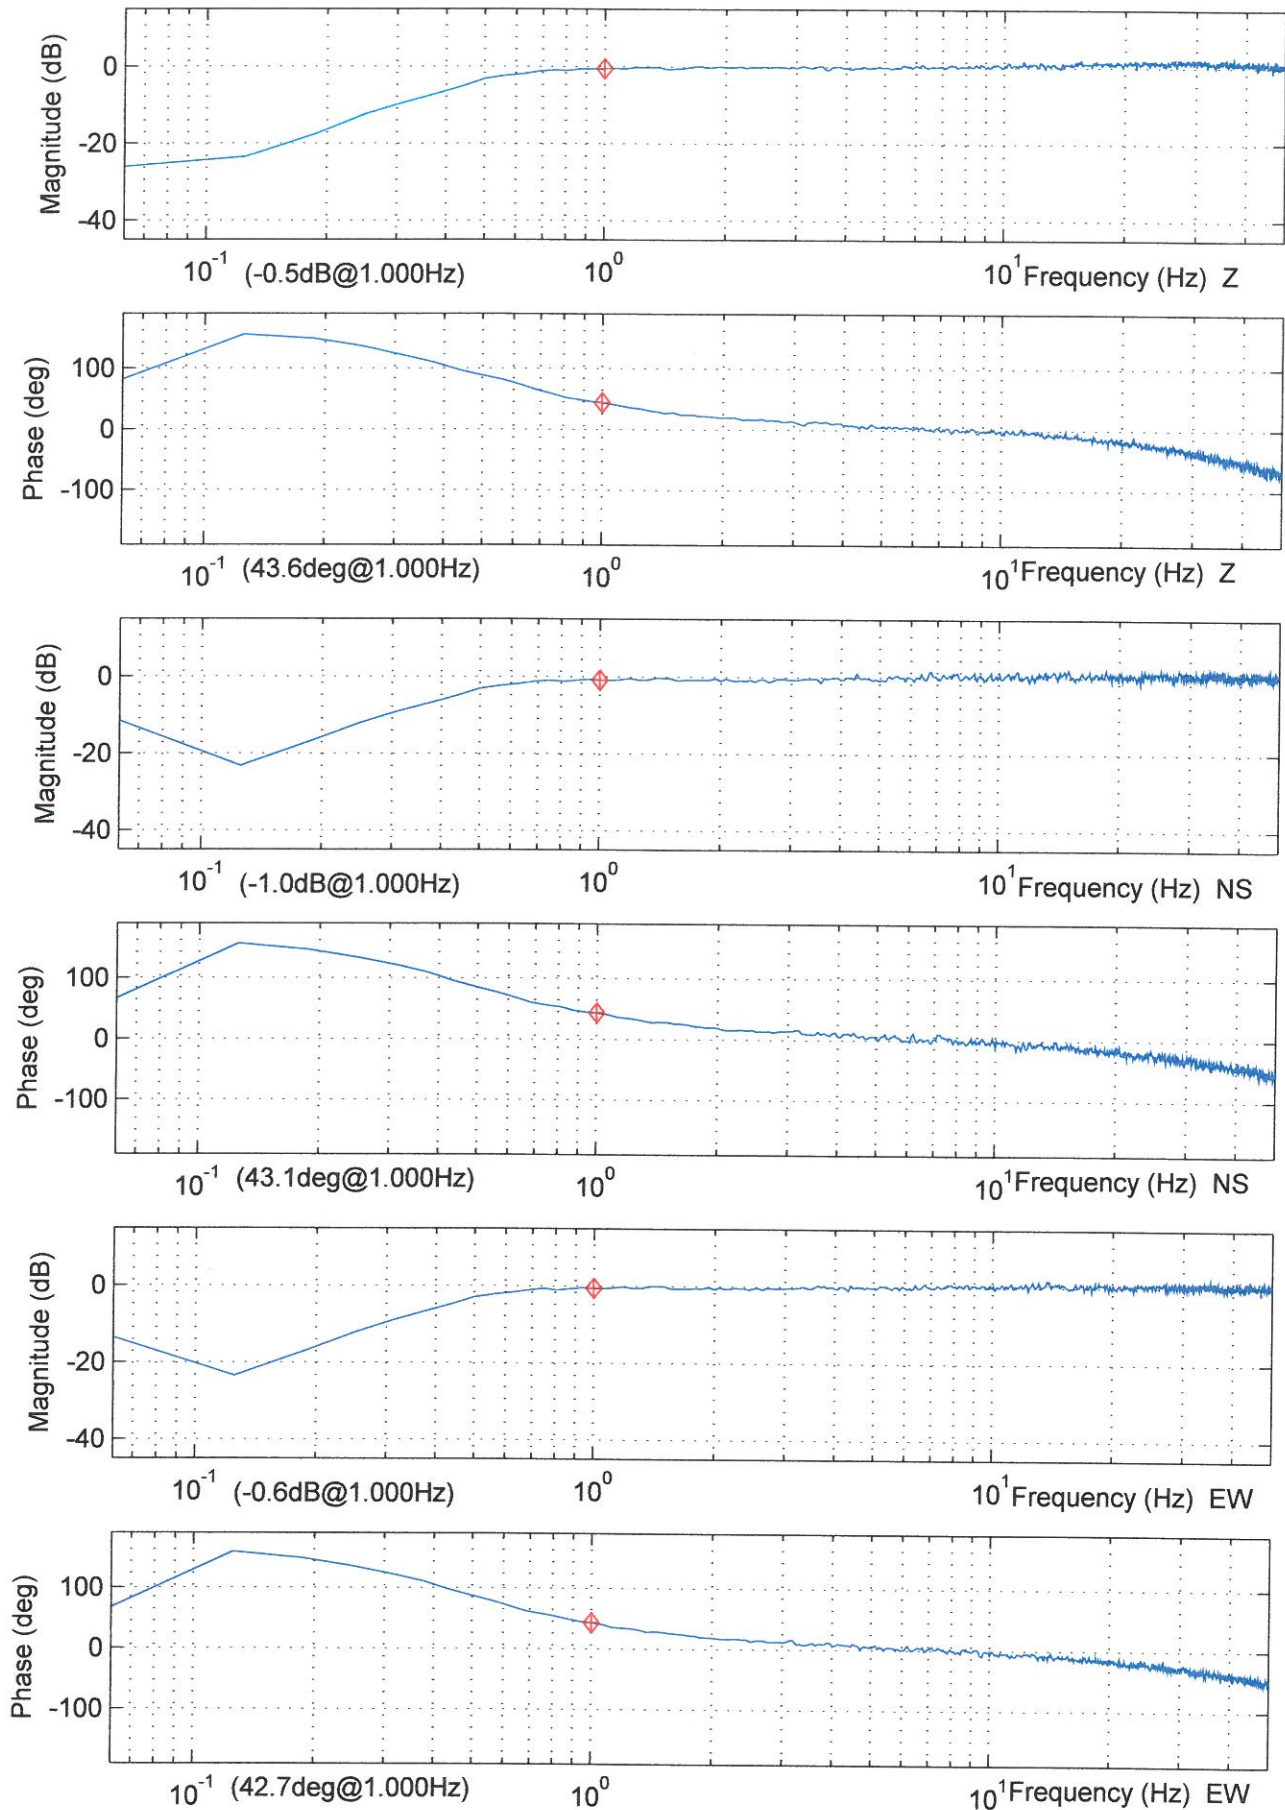 Magnitude (dB)
0
-20
-40
10^-1 (-0.5dB@1.000Hz) 10^0 10^1 Frequency (Hz) Z
Phase (deg)
100
0
-100
10^-1 (43.6deg@1.000Hz) 10^0 10^1 Frequency (Hz) Z
Magnitude (dB)
0
-20
-40
10^-1 (-1.0dB@1.000Hz) 10^0 10^1 Frequency (Hz) NS
Phase (deg)
100
0
-100
10^-1 (43.1deg@1.000Hz) 10^0 10^1 Frequency (Hz) NS
Magnitude (dB)
0
-20
-40
10^-1 (-0.6dB@1.000Hz) 10^0 10^1 Frequency (Hz) EW
Phase (deg)
100
0
-100
10^-1 (42.7deg@1.000Hz) 10^0 10^1 Frequency (Hz) EW